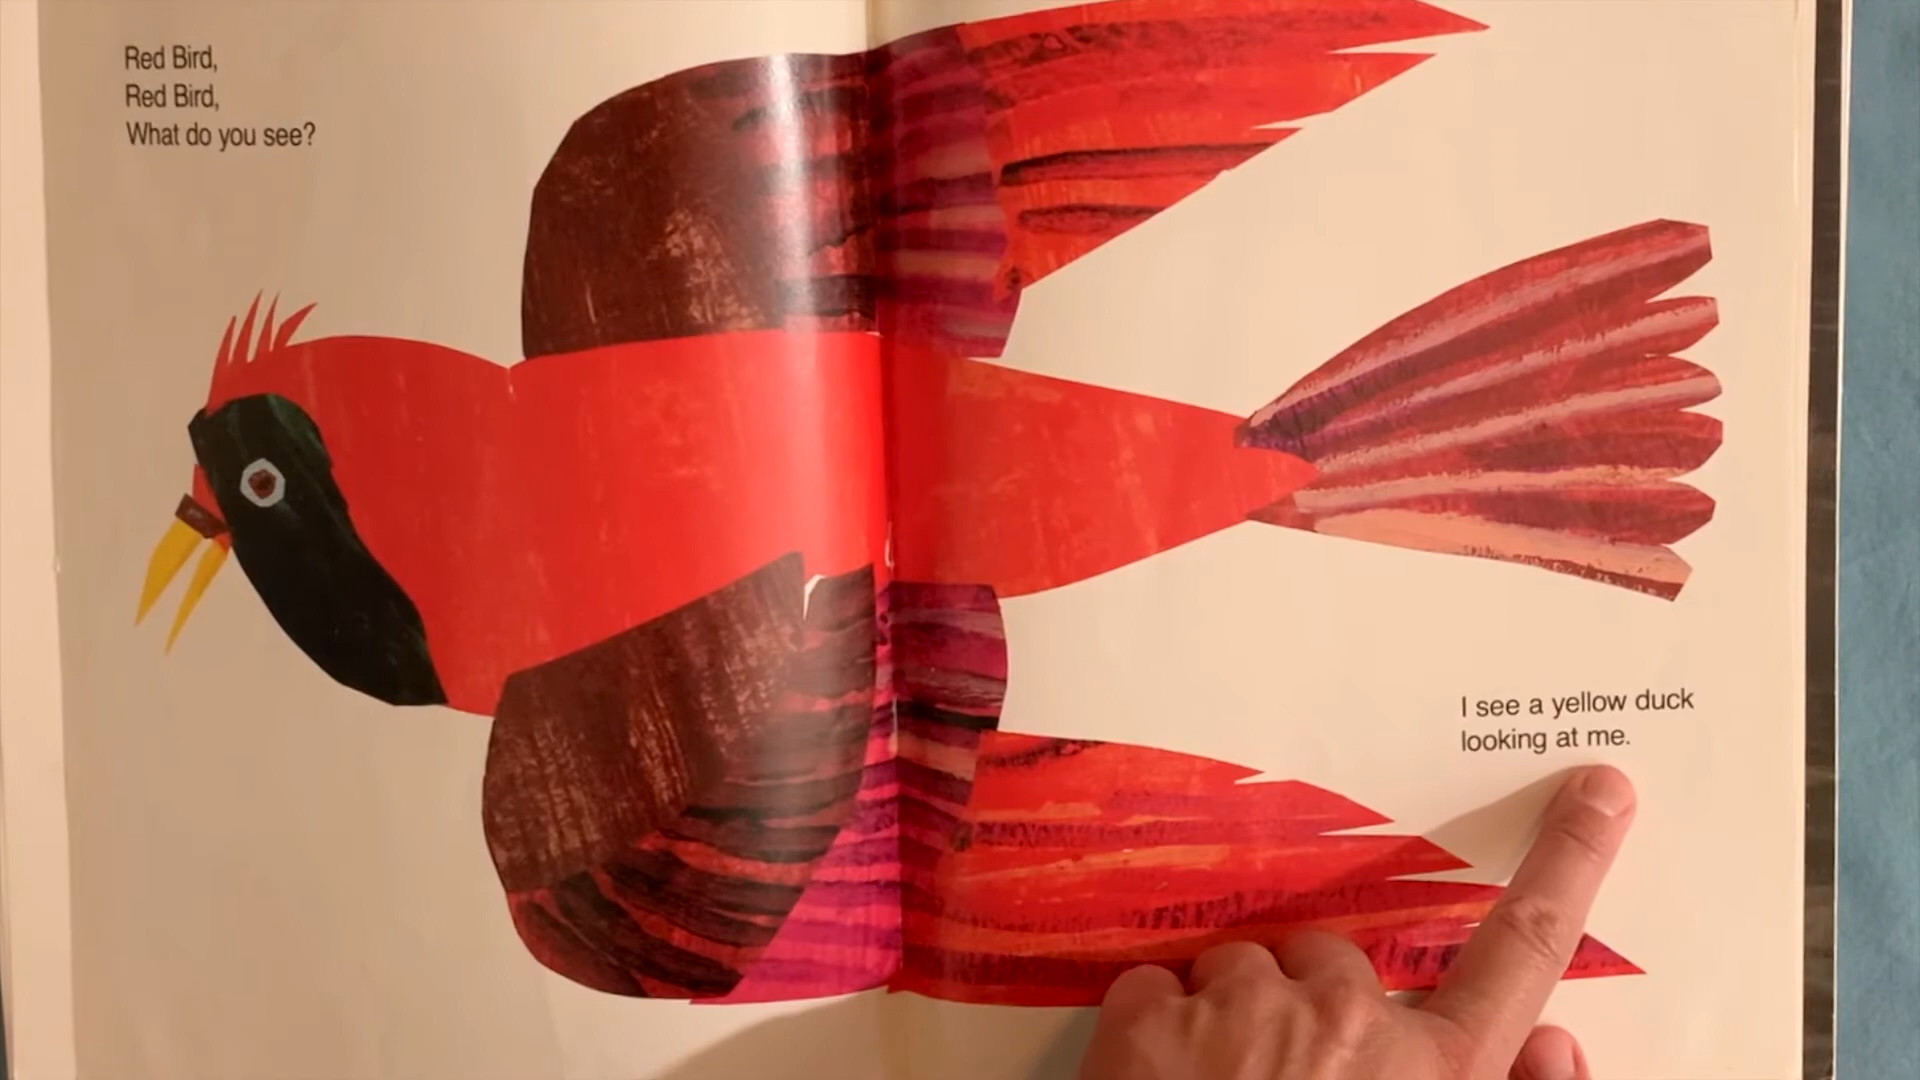 Red Bird,
Red Bird,
What do you see?
I see a yellow duck
looking at me.